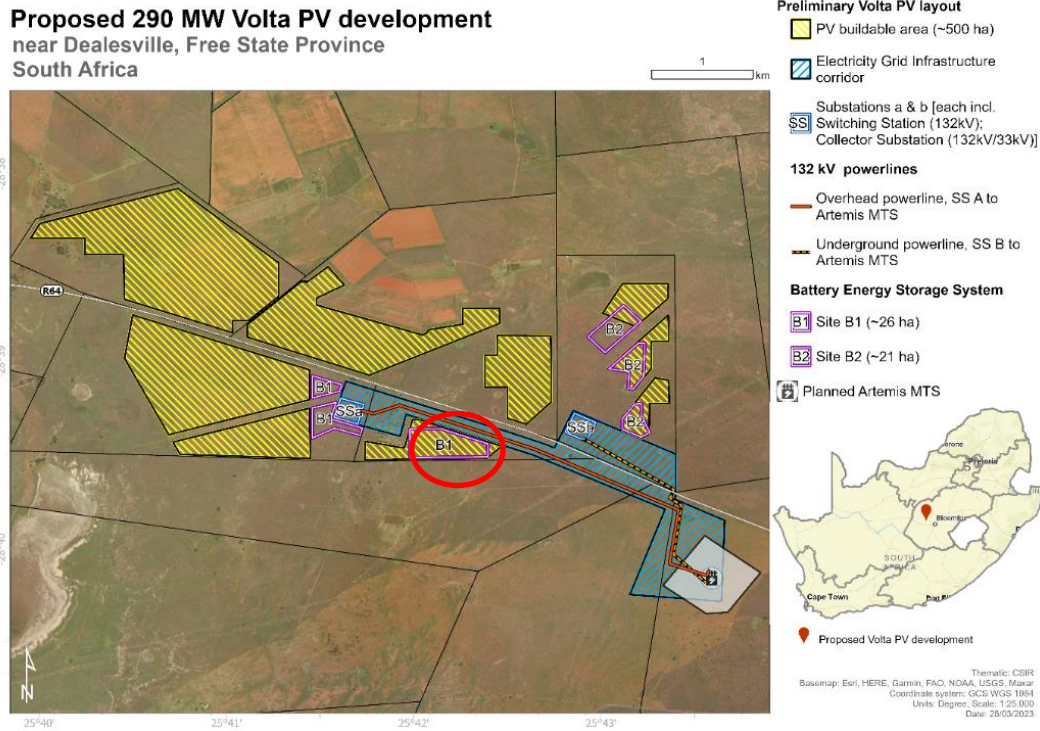 Proposed 290 MW Volta PV development
near Dealesville, Free State Province
South Africa
1
km
Preliminary Volta PV layout
PV buildable area (~500 ha)
Electricity Grid Infrastructure
corridor
SS
Substations a & b [each incl.
Switching Station (132kV);
Collector Substation (132kV/33kV)]
132 kV powerlines
Overhead powerline, SS A to
Artemis MTS
Underground powerline, SS B to
Artemis MTS
Battery Energy Storage System
B1 Site B1 (~26 ha)
B2 Site B2 (~21 ha)
Planned Artemis MTS
R64
B2
B2
B1
SSa
B1
B2
SSb
B1
N
25°40'
25°41'
25°42'
25°43'
Pretoria
SOUTH
AFRICA
Cape Town
Proposed Volta PV development
Thematic: CSIR
Basemap: Esri, HERE, Garmin, FAO, NOAA, USGS, Maxar
Coordinate system: GCS WGS 1984
Units: Degree; Scale: 1:25,000
Date: 28/03/2023